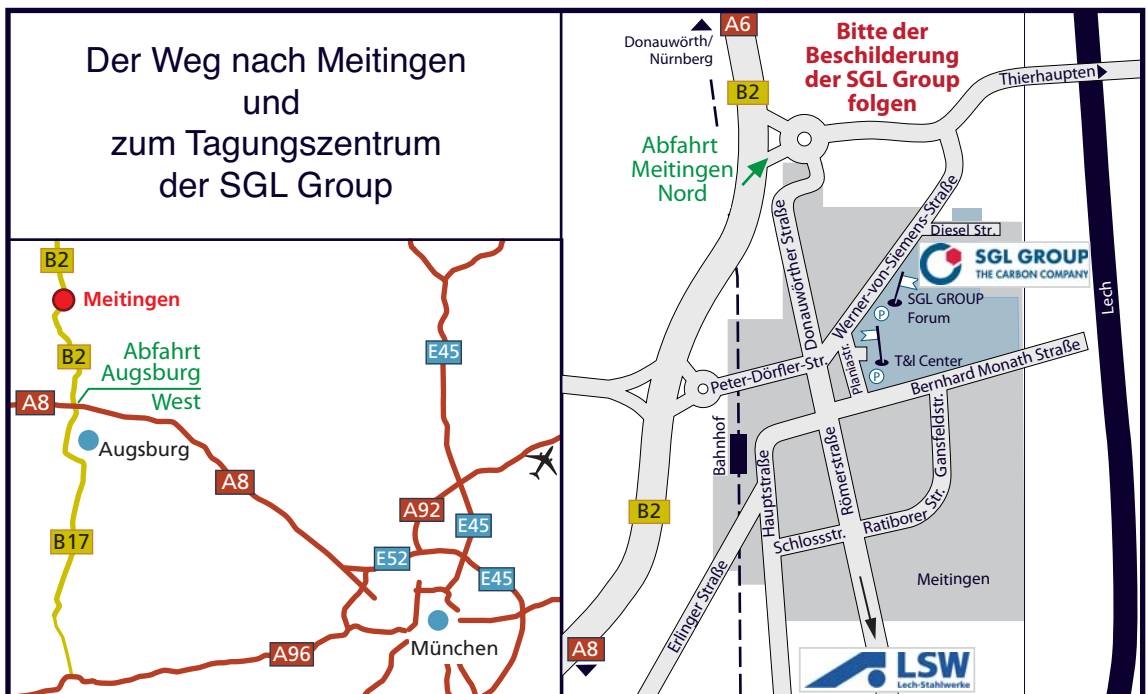 Der Weg nach Meitingen
und
zum Tagungszentrum
der SGL Group
B2
Meitingen
B2
Abfahrt
Augsburg
West
A8
Augsburg
A8
B17
E45
A92
E45
E52
E45
München
A96
A6
Donauwörth/
Nürnberg
B2
Bitte der
Beschilderung
der SGL Group
folgen
Thierhaupten
Abfahrt
Meitingen
Nord
Donauwörther Straße
Werner-von-Siemens-Straße
Diesel Str.
SGL GROUP
THE CARBON COMPANY
Lech
P
SGL GROUP
Forum
T&I Center
P
Planiastr.
Peter-Dörfler-Str.
Bernhard Monath Straße
Bahnhof
Gansfeldstr.
Römerstraße
Hauptstraße
B2
Schlossstr.
Ratiborer Str.
Erlinger Straße
Meitingen
A8
LSW
Lech-Stahlwerke